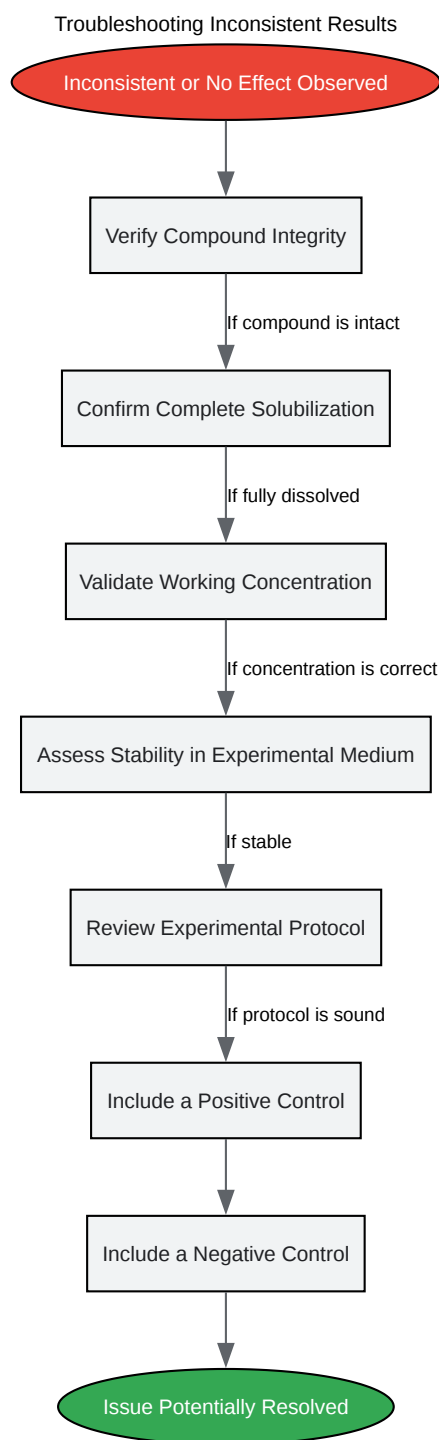 Troubleshooting Inconsistent Results
Inconsistent or No Effect Observed
Verify Compound Integrity
If compound is intact
Confirm Complete Solubilization
If fully dissolved
Validate Working Concentration
If concentration is correct
Assess Stability in Experimental Medium
If stable
Review Experimental Protocol
If protocol is sound
Include a Positive Control
Include a Negative Control
Issue Potentially Resolved